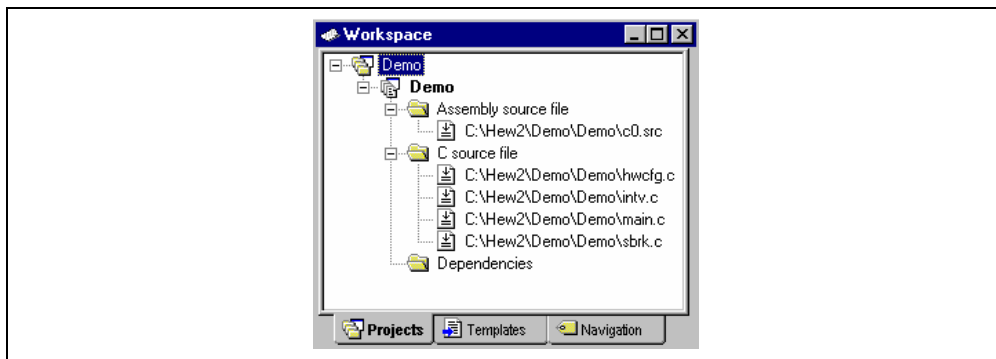 Workspace
Demo
Demo
Assembly source file
C:\Hew2\Demo\Demo\c0.src
C source file
C:\Hew2\Demo\Demo\hwcfg.c
C:\Hew2\Demo\Demo\intv.c
C:\Hew2\Demo\Demo\main.c
C:\Hew2\Demo\Demo\sbrk.c
Dependencies
Projects Templates Navigation